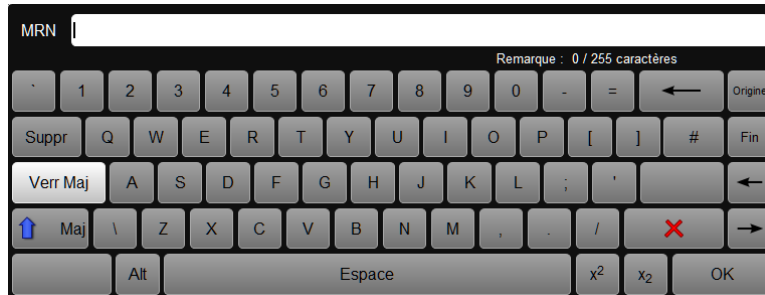 MRN
Remarque : 0 / 255 caractères
` 1 2 3 4 5 6 7 8 9 0 - = Origine
Suppr Q W E R T Y U I O P [ ] # Fin
Verr Maj A S D F G H J K L ; '
Maj \ Z X C V B N M , . /
Alt Espace x² x₂ OK